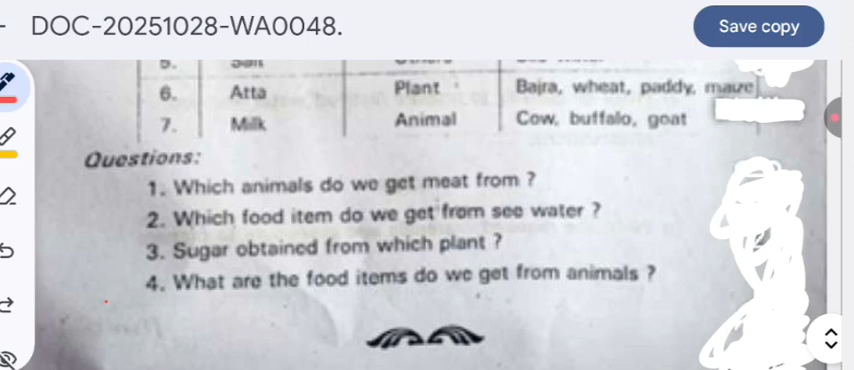 DOC-20251028-WA0048.
Save copy
5. Salt
6. Atta Plant Bajra, wheat, paddy, maize
7. Milk Animal Cow, buffalo, goat
Questions:
1. Which animals do we get meat from ?
2. Which food item do we get from see water ?
3. Sugar obtained from which plant ?
4. What are the food items do we get from animals ?